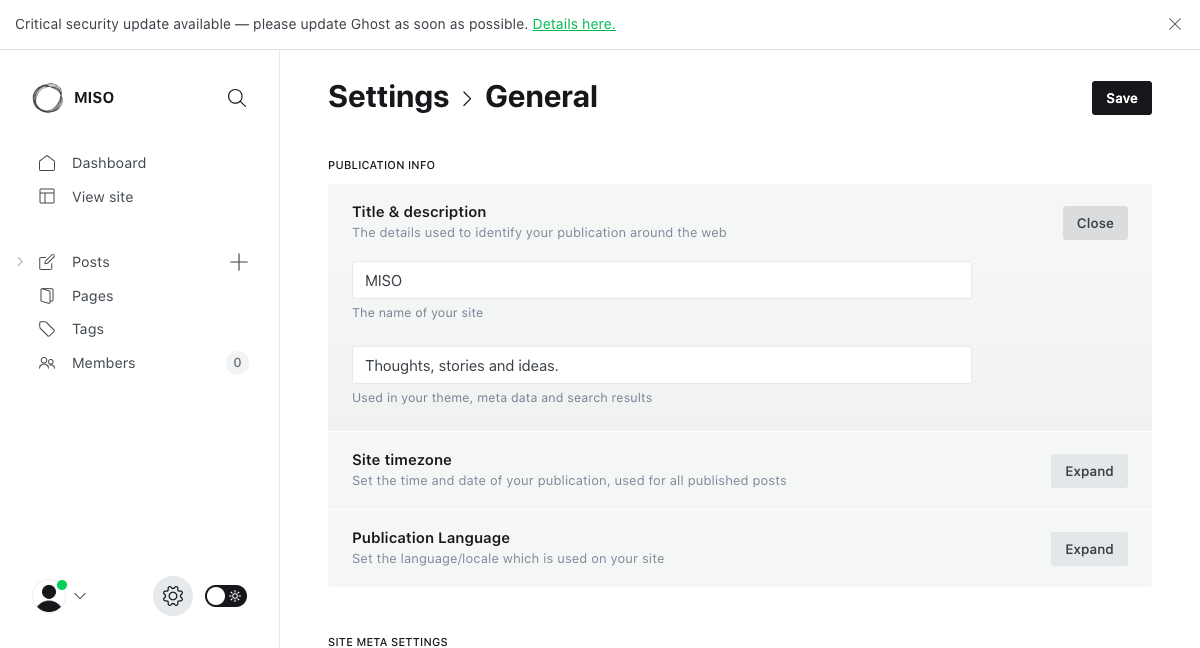 Critical security update available — please update Ghost as soon as possible. Details here.
MISO
Dashboard
View site
Posts
Pages
Tags
Members
0
Settings > General
Save
PUBLICATION INFO
Title & description
The details used to identify your publication around the web
Close
MISO
The name of your site
Thoughts, stories and ideas.
Used in your theme, meta data and search results
Site timezone
Set the time and date of your publication, used for all published posts
Expand
Publication Language
Set the language/locale which is used on your site
Expand
SITE META SETTINGS